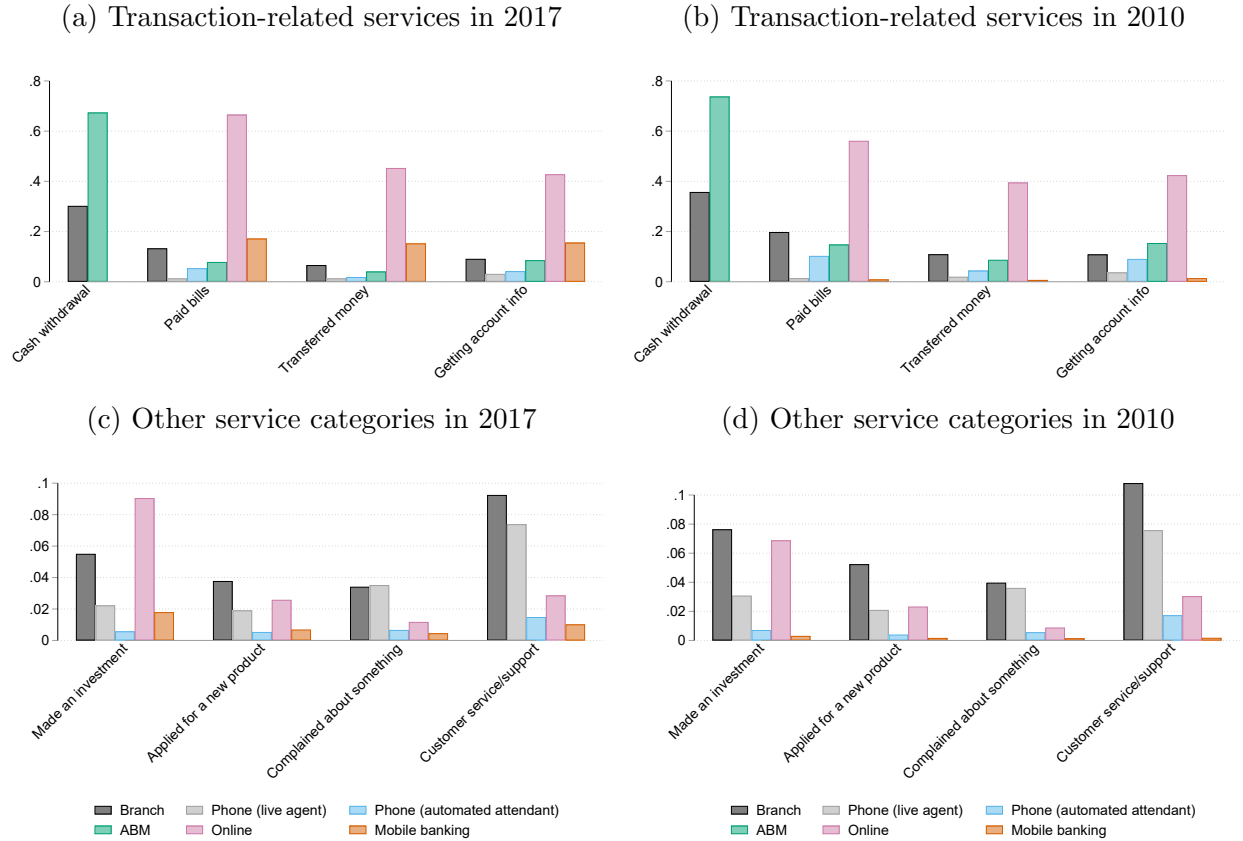 (a) Transaction-related services in 2017
.8
.6
.4
.2
0
Cash withdrawal
Paid bills
Transferred money
Getting account info
(b) Transaction-related services in 2010
.8
.6
.4
.2
0
Cash withdrawal
Paid bills
Transferred money
Getting account info
(c) Other service categories in 2017
.1
.08
.06
.04
.02
0
Made an investment
Applied for a new product
Complained about something
Customer service/support
(d) Other service categories in 2010
.1
.08
.06
.04
.02
0
Made an investment
Applied for a new product
Complained about something
Customer service/support
Branch Phone (live agent) Phone (automated attendant)
ABM Online Mobile banking
Branch Phone (live agent) Phone (automated attendant)
ABM Online Mobile banking